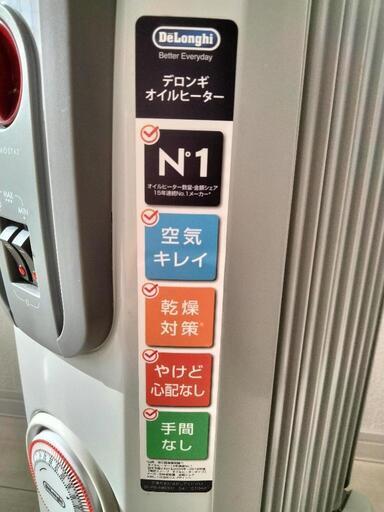 DeLonghi
Better Everyday
デロンギ
オイルヒーター
N°1
オイルヒーター数量·金額シェア
15年連続No.1メーカー*
空気
キレイ
乾燥
対策
やけど
心配なし
手間
なし
MAX
MIN
DeLonghi